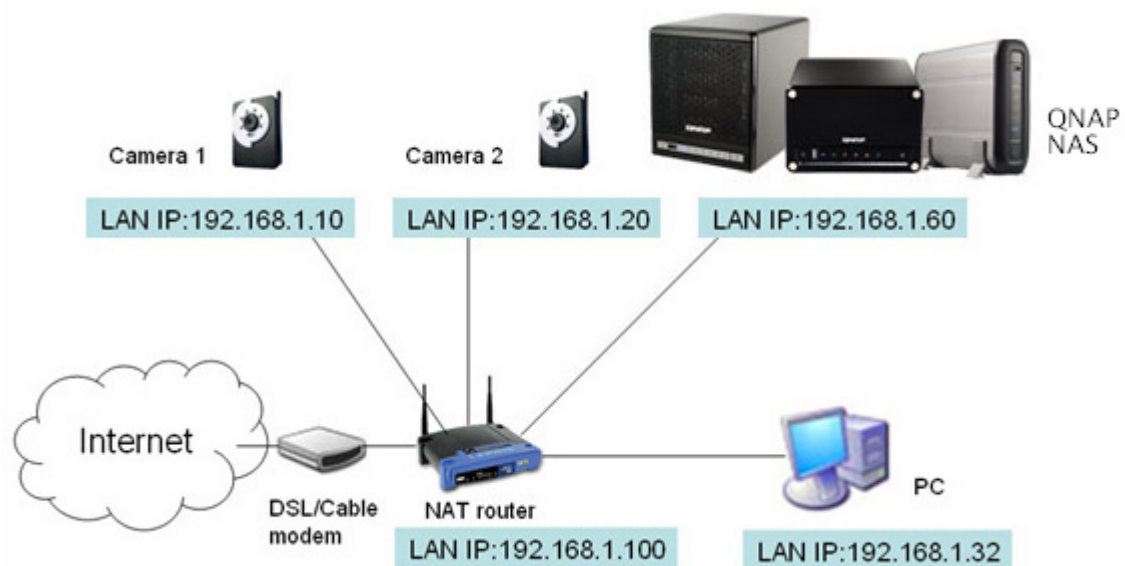 Camera 1
Camera 2
QNAP
QNAP
QNAP
NAS
LAN IP:192.168.1.10
LAN IP:192.168.1.20
LAN IP:192.168.1.60
Internet
DSL/Cable
modem
NAT router
PC
LAN IP:192.168.1.100
LAN IP:192.168.1.32